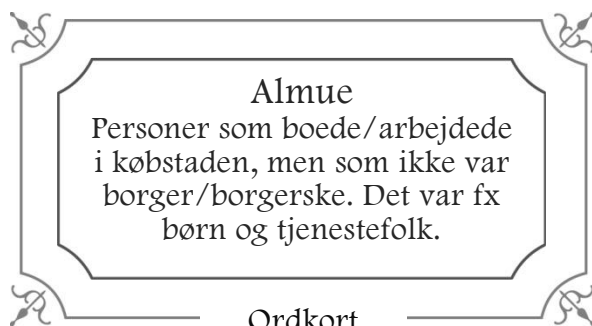 Almue
Personer som boede/arbejdede
i købstaden, men som ikke var
borger/borgerske. Det var fx
børn og tjenestefolk.
Ordkort